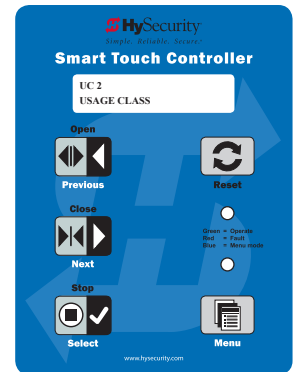 HySecurity
Simple. Reliable. Secure.
Smart Touch Controller
UC 2
USAGE CLASS
Open
Previous
Reset
Close
Next
Green = Operate
Red = Fault
Blue = Menu mode
Stop
Select
Menu
www.hysecurity.com